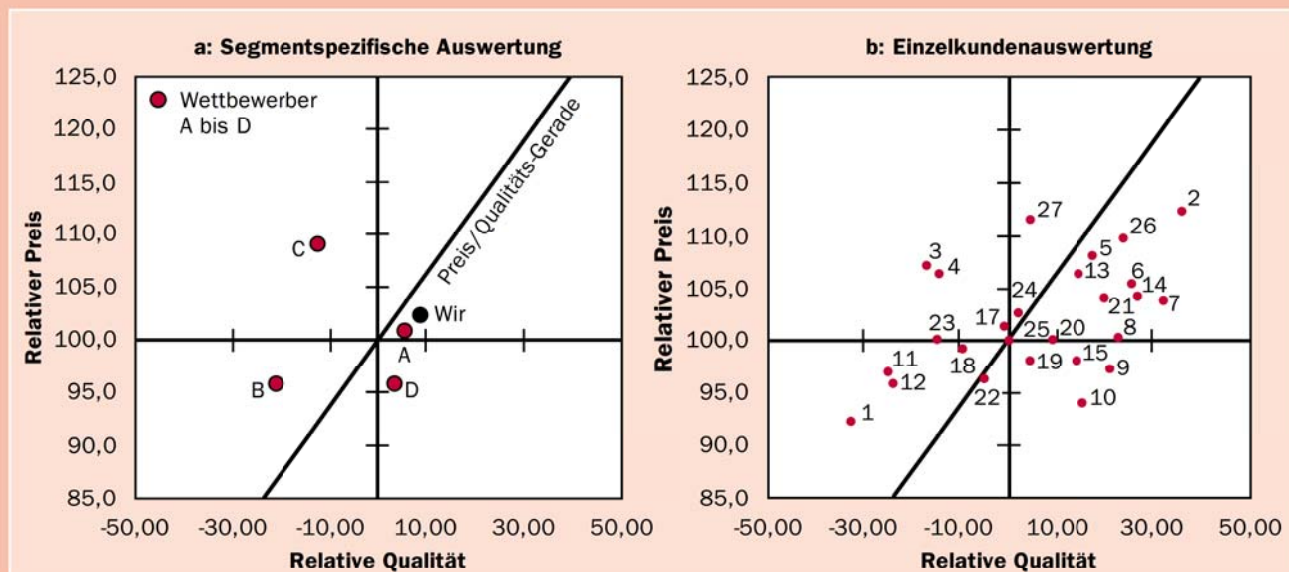 a: Segmentspezifische Auswertung
Relativer Preis
125,0
120,0
115,0
110,0
105,0
100,0
95,0
90,0
85,0
Wettbewerber
A bis D
Preis/Qualitäts-Gerade
C
Wir
A
B
D
-50,00 -30,00 -10,00 10,00 30,00 50,00
Relative Qualität
b: Einzelkundenauswertung
Relativer Preis
125,0
120,0
115,0
110,0
105,0
100,0
95,0
90,0
85,0
2
27
26
3
5
4
13
6
14
24
21
7
17
23
25
20
8
18
19
15
9
11
12
22
10
1
-50,00 -30,00 -10,00 10,00 30,00 50,00
Relative Qualität